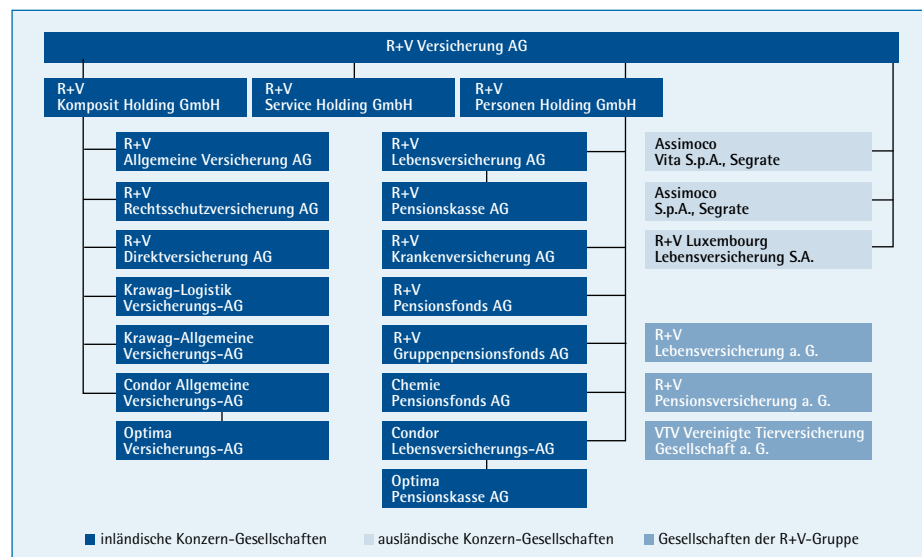 R+V Versicherung AG
R+V
Komposit Holding GmbH
R+V
Service Holding GmbH
R+V
Personen Holding GmbH
R+V
Allgemeine Versicherung AG
R+V
Rechtsschutzversicherung AG
R+V
Direktversicherung AG
Krawag-Logistik
Versicherungs-AG
Krawag-Allgemeine
Versicherungs-AG
Condor Allgemeine
Versicherungs-AG
Optima
Versicherungs-AG
R+V
Lebensversicherung AG
R+V
Pensionskasse AG
R+V
Krankenversicherung AG
R+V
Pensionsfonds AG
R+V
Gruppenpensionsfonds AG
Chemie
Pensionsfonds AG
Condor
Lebensversicherungs-AG
Optima
Pensionskasse AG
Assimoco
Vita S.p.A., Segrate
Assimoco
S.p.A., Segrate
R+V Luxembourg
Lebensversicherung S.A.
R+V
Lebensversicherung a. G.
R+V
Pensionsversicherung a. G.
VTV Vereinigte Tierversicherung
Gesellschaft a. G.
inländische Konzern-Gesellschaften
ausländische Konzern-Gesellschaften
Gesellschaften der R+V-Gruppe